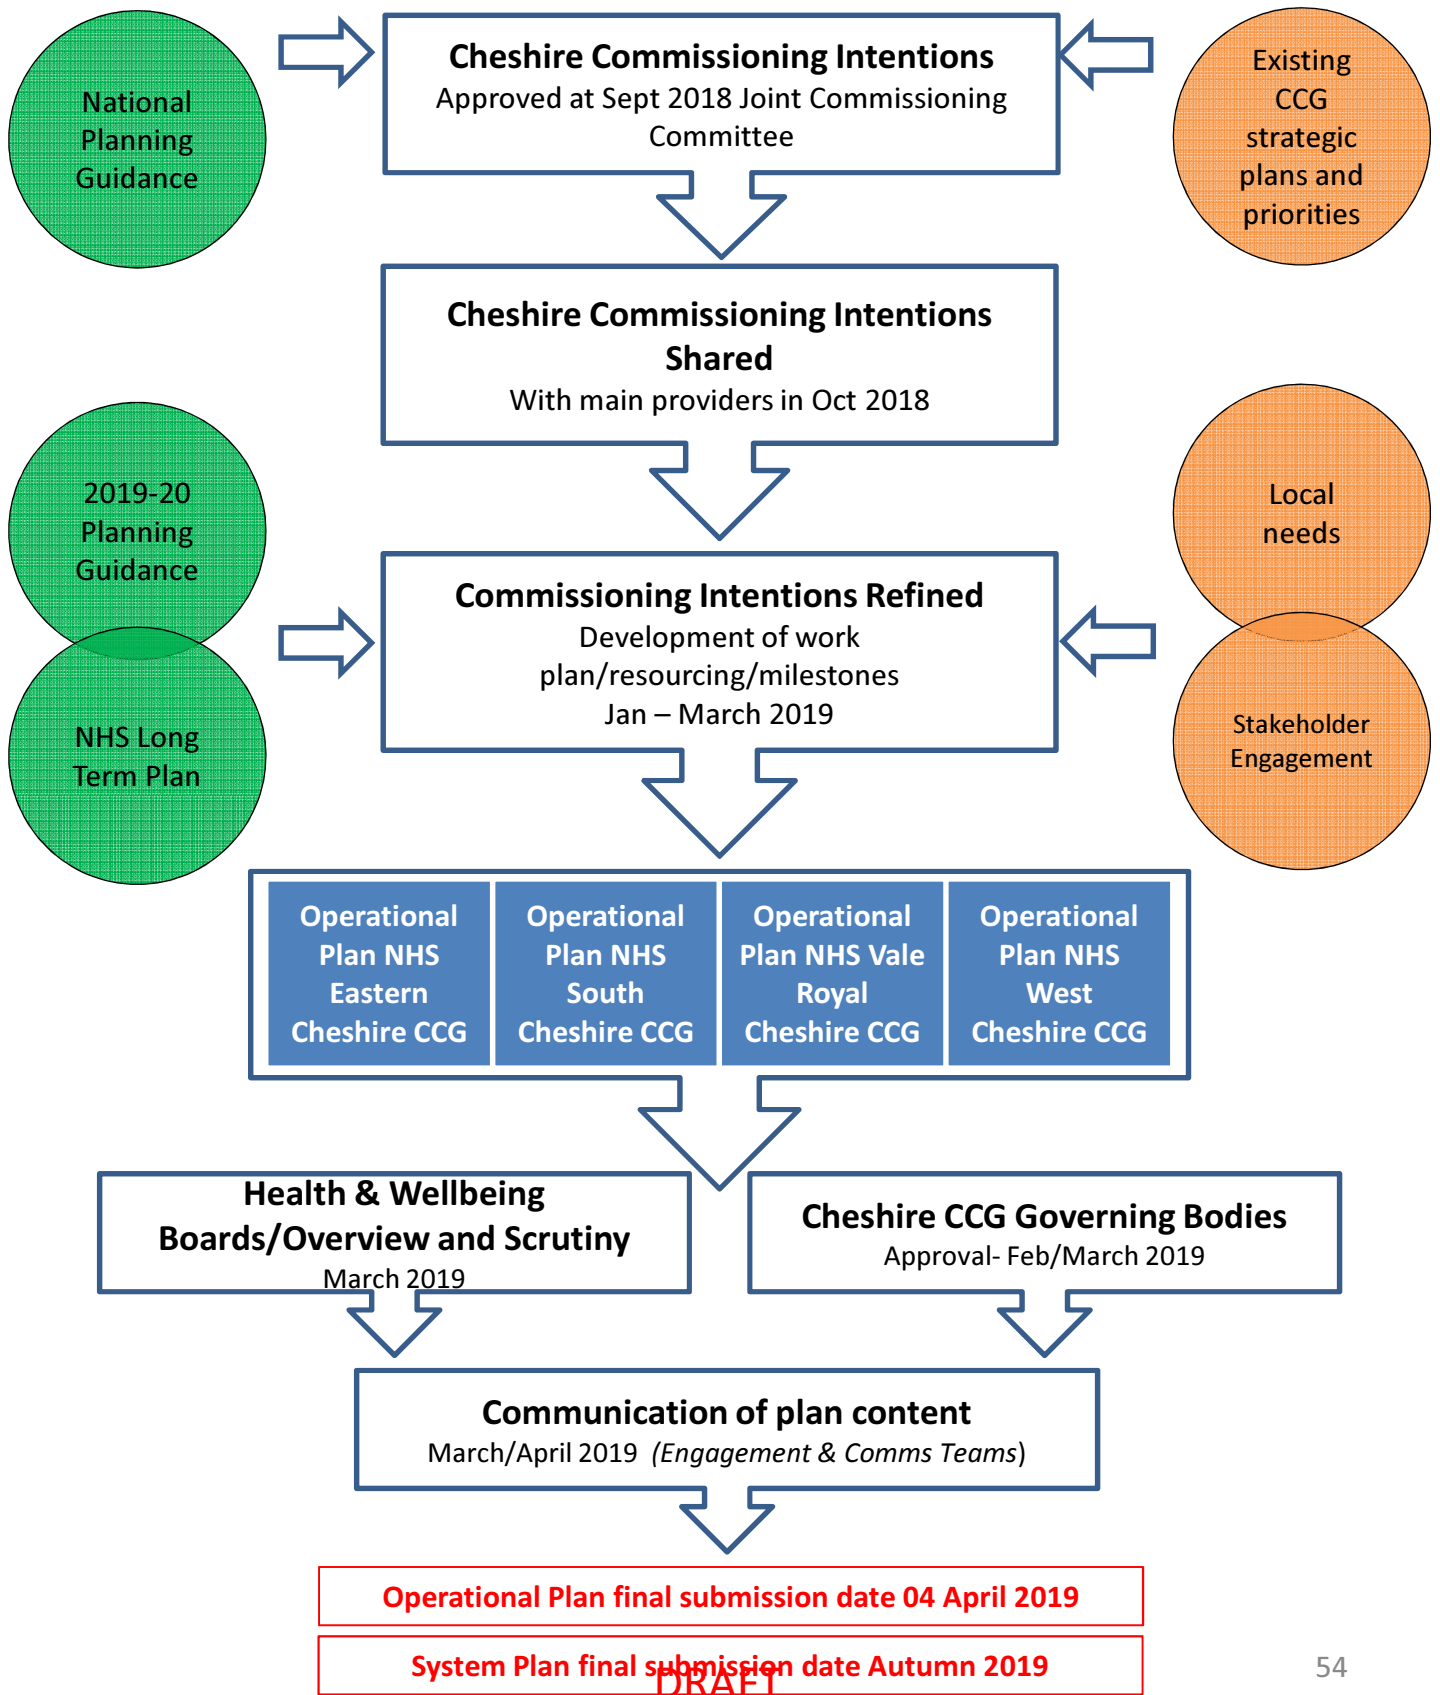 National
Planning
Guidance
Cheshire Commissioning Intentions
Approved at Sept 2018 Joint Commissioning
Committee
Existing
CCG
strategic
plans and
priorities
Cheshire Commissioning Intentions
Shared
With main providers in Oct 2018
2019-20
Planning
Guidance
NHS Long
Term Plan
Commissioning Intentions Refined
Development of work
plan/resourcing/milestones
Jan – March 2019
Local
needs
Stakeholder
Engagement
Operational
Plan NHS
Eastern
Cheshire CCG
Operational
Plan NHS
South
Cheshire CCG
Operational
Plan NHS Vale
Royal
Cheshire CCG
Operational
Plan NHS
West
Cheshire CCG
Health & Wellbeing
Boards/Overview and Scrutiny
March 2019
Cheshire CCG Governing Bodies
Approval- Feb/March 2019
Communication of plan content
March/April 2019 (Engagement & Comms Teams)
Operational Plan final submission date 04 April 2019
System Plan final submission date Autumn 2019
DRAFT
54